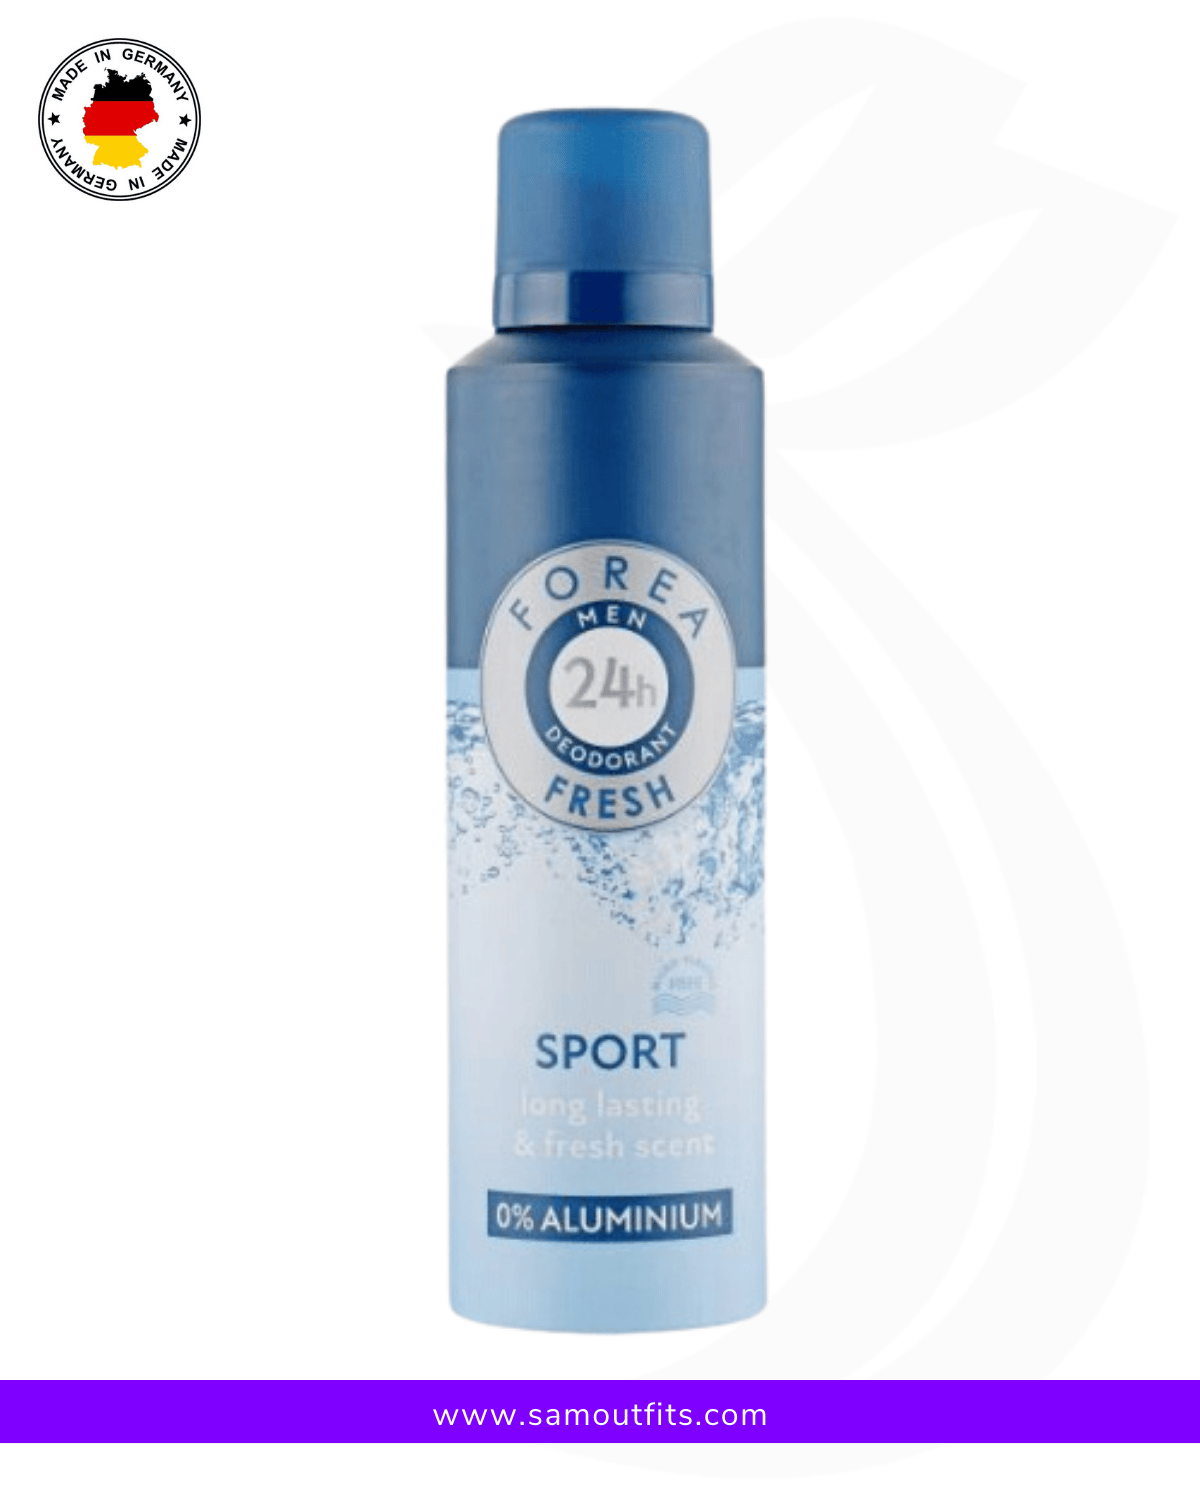 MADE IN GERMANY
MADE IN GERMANY
FOREA
MEN
24h
DEODORANT
FRESH
FREE
SPORT
long lasting
& fresh scent
0% ALUMINIUM
www.samoutfits.com